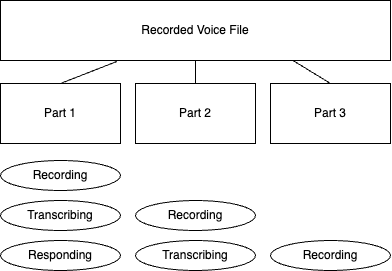 Recorded Voice File
Part 1 Part 2 Part 3
Recording
Transcribing Recording
Responding Transcribing Recording